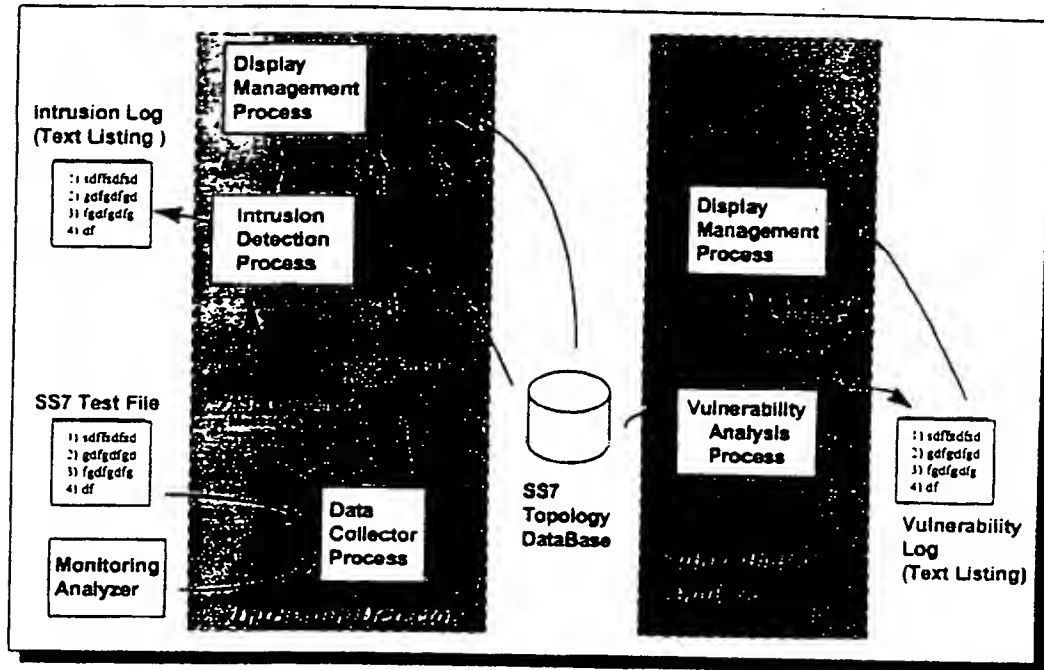 Display
Management
Process
Intrusion Log
(Text Listing )
1) sdffsdfsd
2) gdfgdfgd
3) fgdfgdfg
4) df
Intrusion
Detection
Process
SS7 Test File
1) sdffsdfsd
2) gdfgdfgd
3) fgdfgdfg
4) df
Monitoring
Analyzer
Data
Collector
Process
SS7
Topology
DataBase
Display
Management
Process
Vulnerability
Analysis
Process
1) sdffsdfsd
2) gdfgdfgd
3) fgdfgdfg
4) df
Vulnerability
Log
(Text Listing)